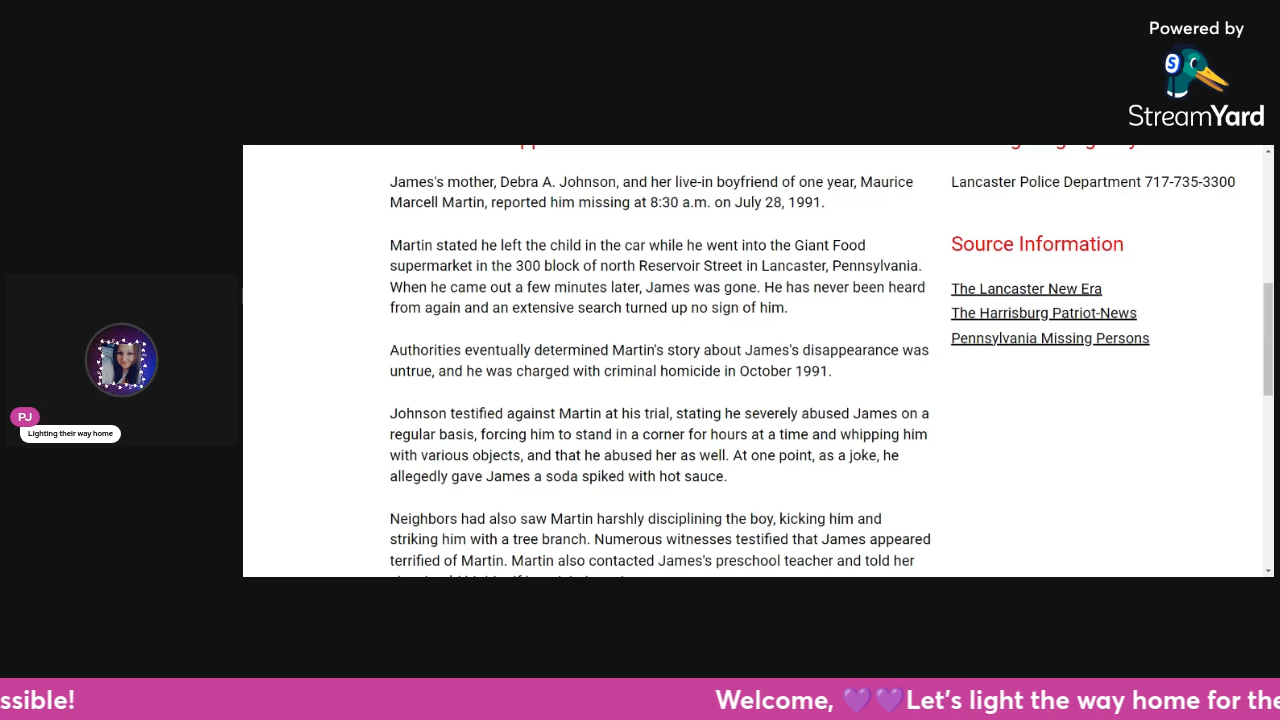 Powered by
StreamYard
James's mother, Debra A. Johnson, and her live-in boyfriend of one year, Maurice
Marcell Martin, reported him missing at 8:30 a.m. on July 28, 1991.
Martin stated he left the child in the car while he went into the Giant Food
supermarket in the 300 block of north Reservoir Street in Lancaster, Pennsylvania.
When he came out a few minutes later, James was gone. He has never been heard
from again and an extensive search turned up no sign of him.
Authorities eventually determined Martin's story about James's disappearance was
untrue, and he was charged with criminal homicide in October 1991.
Johnson testified against Martin at his trial, stating he severely abused James on a
regular basis, forcing him to stand in a corner for hours at a time and whipping him
with various objects, and that he abused her as well. At one point, as a joke, he
allegedly gave James a soda spiked with hot sauce.
Neighbors had also saw Martin harshly disciplining the boy, kicking him and
striking him with a tree branch. Numerous witnesses testified that James appeared
terrified of Martin. Martin also contacted James's preschool teacher and told her
Lancaster Police Department 717-735-3300
Source Information
The Lancaster New Era
The Harrisburg Patriot-News
Pennsylvania Missing Persons
PJ
Lighting their way home
ssible!
Welcome, 💜💜Let's light the way home for the